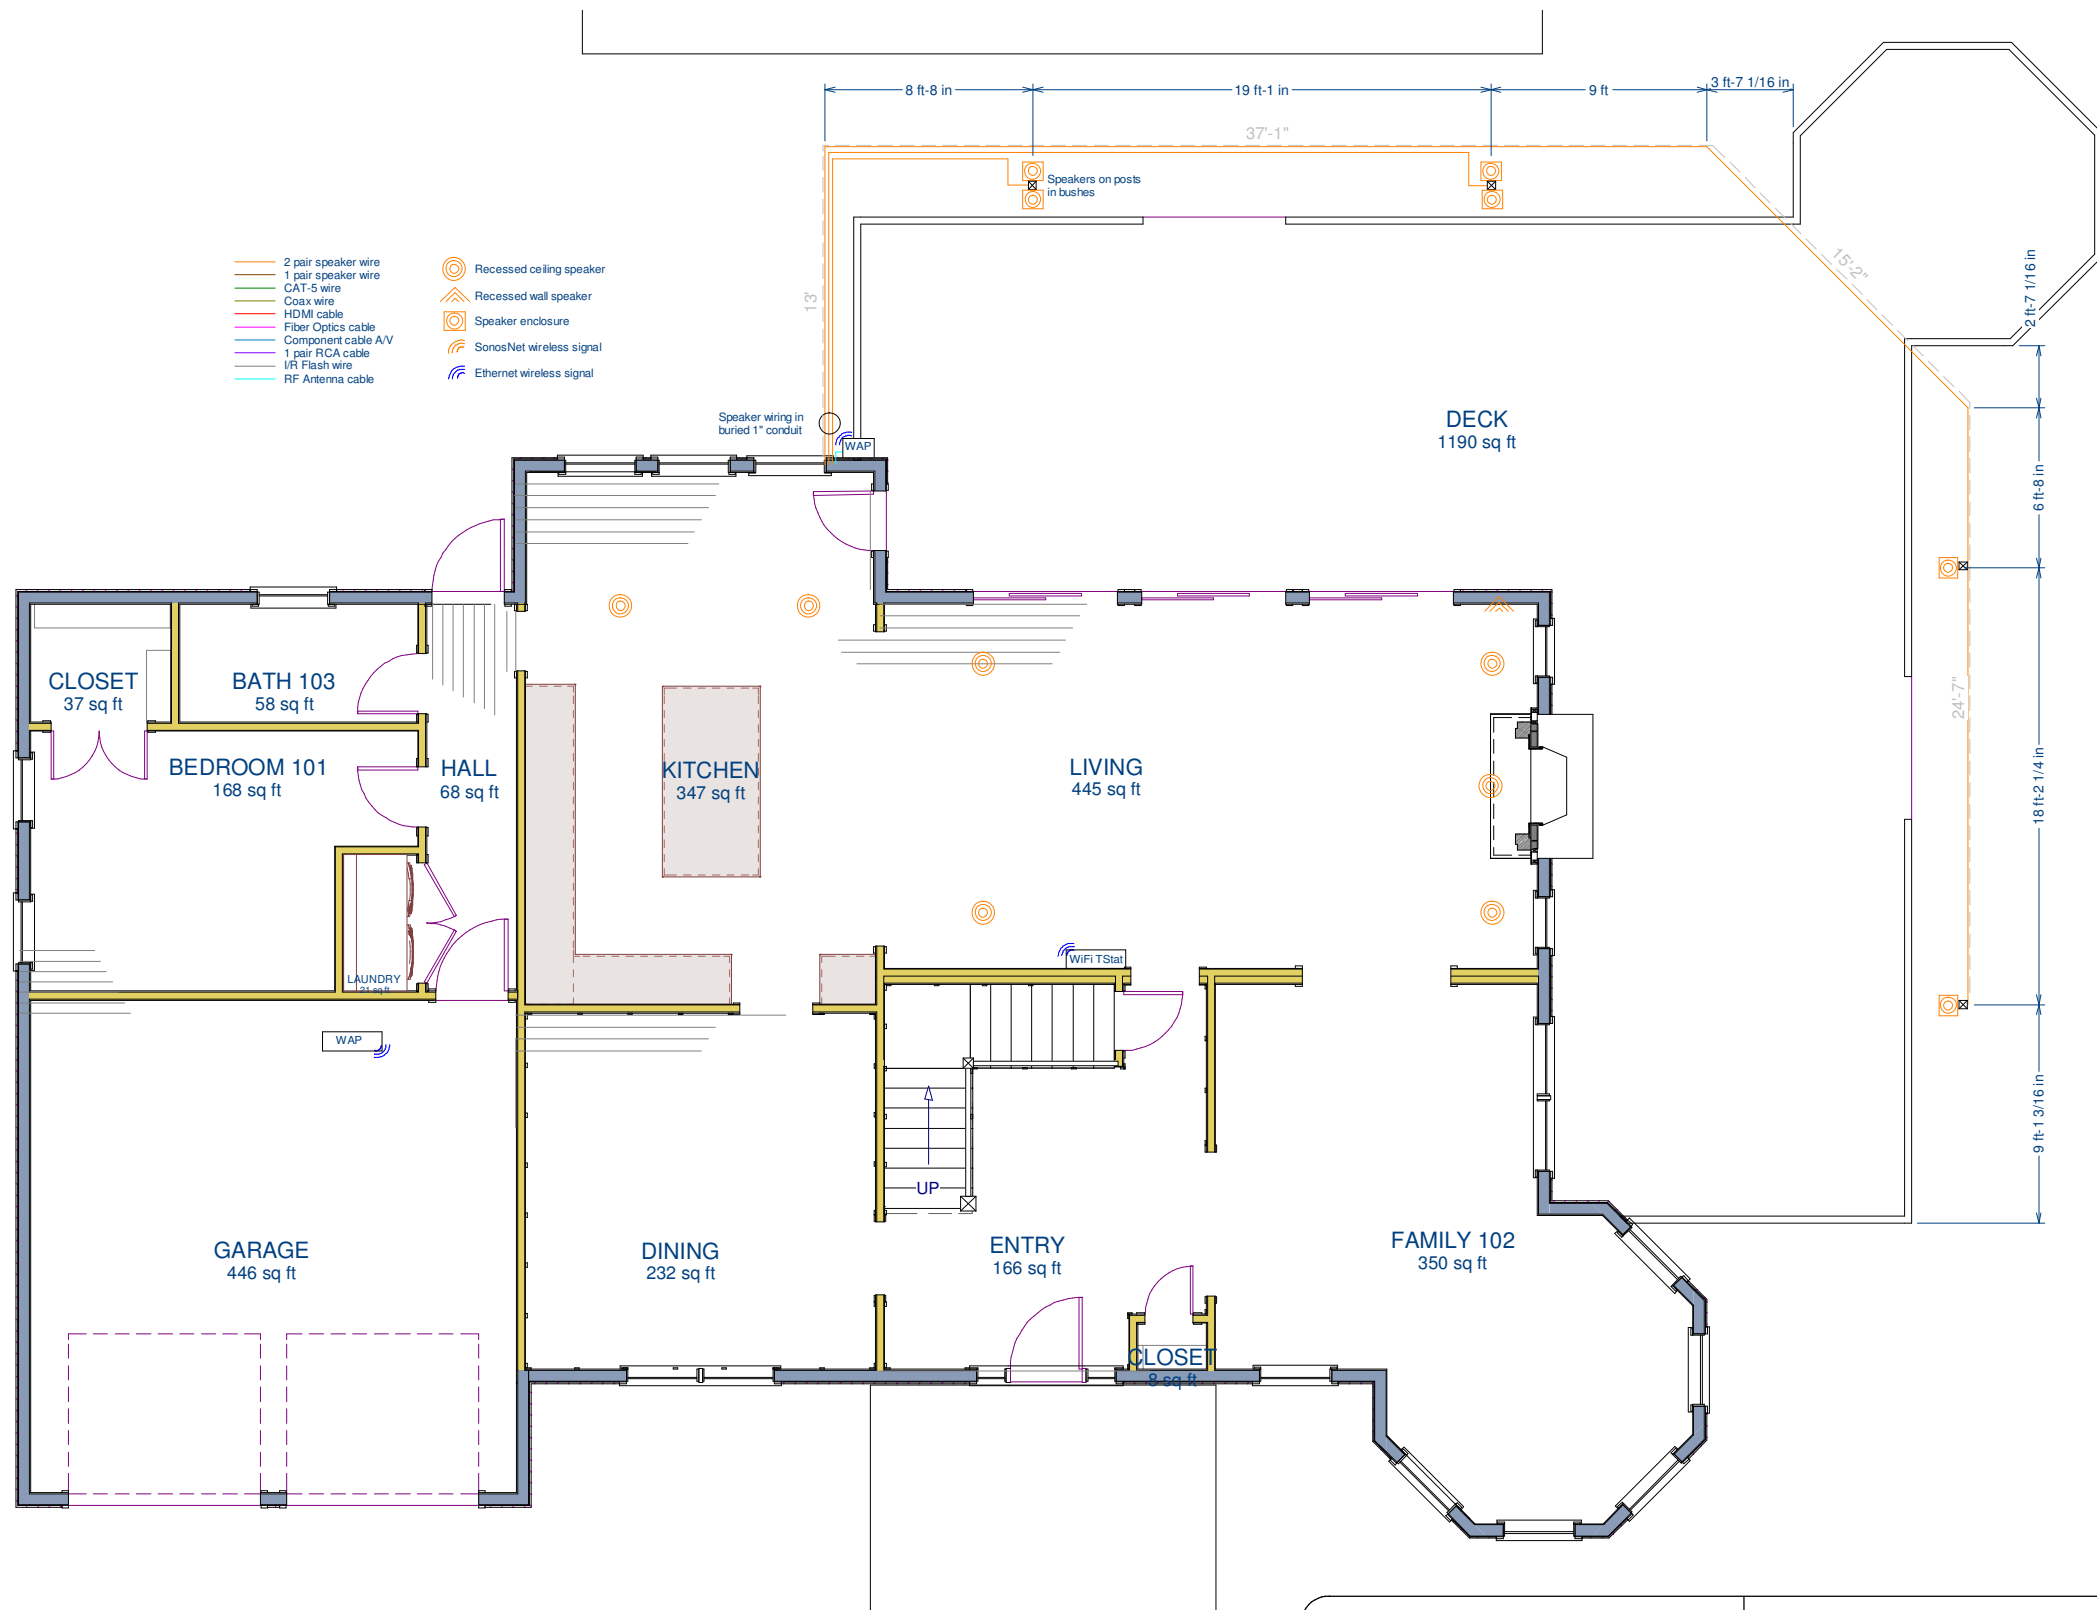 8 ft-8 in
19 ft-1 in
9 ft
3 ft-7 1/16 in
37'-1"
Speakers on posts
in bushes
15'-2"
2 ft-7 1/16 in
13'
2 pair speaker wire
1 pair speaker wire
CAT-5 wire
Coax wire
HDMI cable
Fiber Optics cable
Component cable A/V
1 pair RCA cable
I/R Flash wire
RF Antenna cable
Recessed ceiling speaker
Recessed wall speaker
Speaker enclosure
SonosNet wireless signal
Ethernet wireless signal
Speaker wiring in
buried 1" conduit
WAP
DECK
1190 sq ft
6 ft-8 in
CLOSET
37 sq ft
BATH 103
58 sq ft
24'-7"
BEDROOM 101
168 sq ft
HALL
68 sq ft
KITCHEN
347 sq ft
LIVING
445 sq ft
18 ft-2 1/4 in
WiFi TStat
LAUNDRY
21 sq ft
WAP
9 ft-1 3/16 in
UP
GARAGE
446 sq ft
DINING
232 sq ft
ENTRY
166 sq ft
FAMILY 102
350 sq ft
CLOSET
8 sq ft